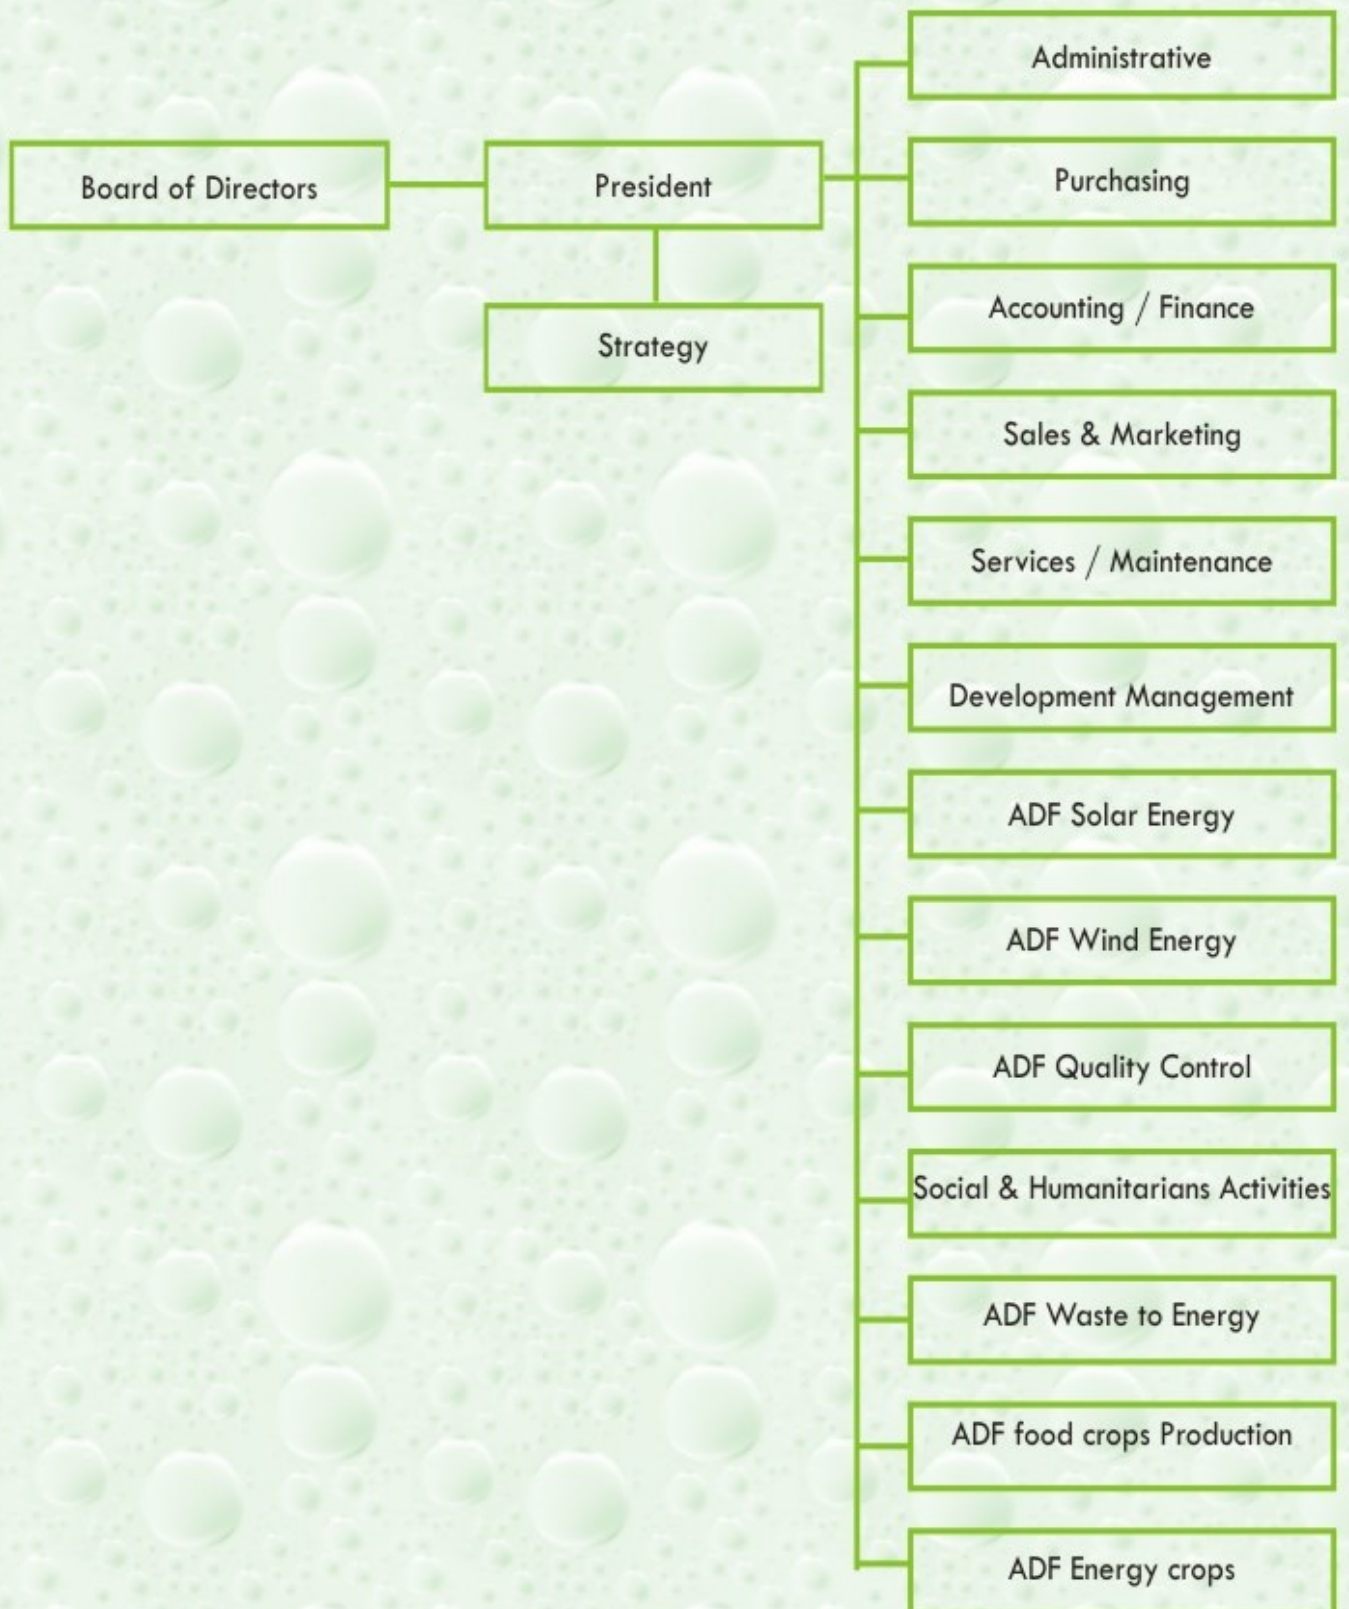 Board of Directors
President
Strategy
Administrative
Purchasing
Accounting / Finance
Sales & Marketing
Services / Maintenance
Development Management
ADF Solar Energy
ADF Wind Energy
ADF Quality Control
Social & Humanitarians Activities
ADF Waste to Energy
ADF food crops Production
ADF Energy crops